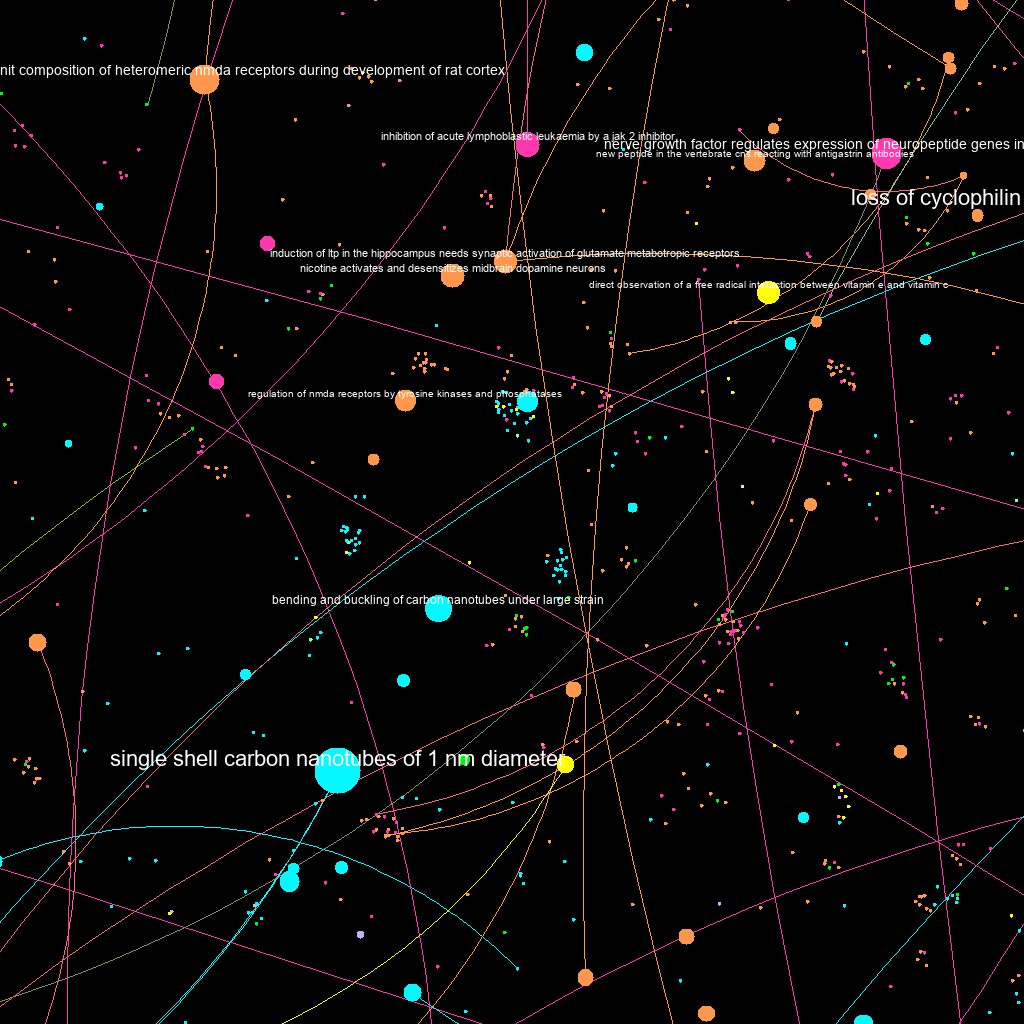 nit composition of heteromeric nmda receptors during development of rat cortex
inhibition of acute lymphoblastic leukaemia by a jak 2 inhibitor
nerve growth factor regulates expression of neuropeptide genes in
new peptide in the vertebrate cns reacting with antigastrin antibodies
loss of cyclophilin
induction of ltp in the hippocampus needs synaptic activation of glutamate metabotropic receptors
nicotine activates and desensitizes midbrain dopamine neurons
direct observation of a free radical interaction between vitamin e and vitamin c
regulation of nmda receptors by tyrosine kinases and phosphatases
bending and buckling of carbon nanotubes under large strain
single shell carbon nanotubes of 1 nm diameter